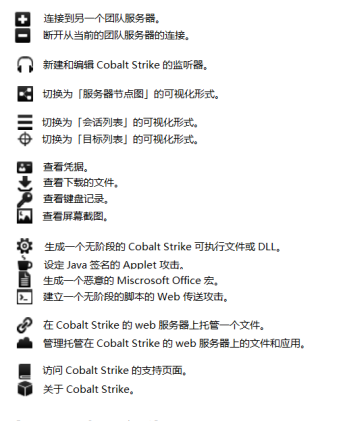 连接到另一个团队服务器。
断开从当前的团队服务器的连接。
新建和编辑 Cobalt Strike 的监听器。
切换为「服务器节点图」的可视化形式。
切换为「会话列表」的可视化形式。
切换为「目标列表」的可视化形式。
查看凭据。
查看下载的文件。
查看键盘记录。
查看屏幕截图。
生成一个无阶段的 Cobalt Strike 可执行文件或 DLL。
设定 Java 签名的 Applet 攻击。
生成一个恶意的 Miscrosoft Office 宏。
建立一个无阶段的脚本的 Web 传送攻击。
在 Cobalt Strike 的 web 服务器上托管一个文件。
管理托管在 Cobalt Strike 的 web 服务器上的文件和应用。
访问 Cobalt Strike 的支持页面。
关于 Cobalt Strike。